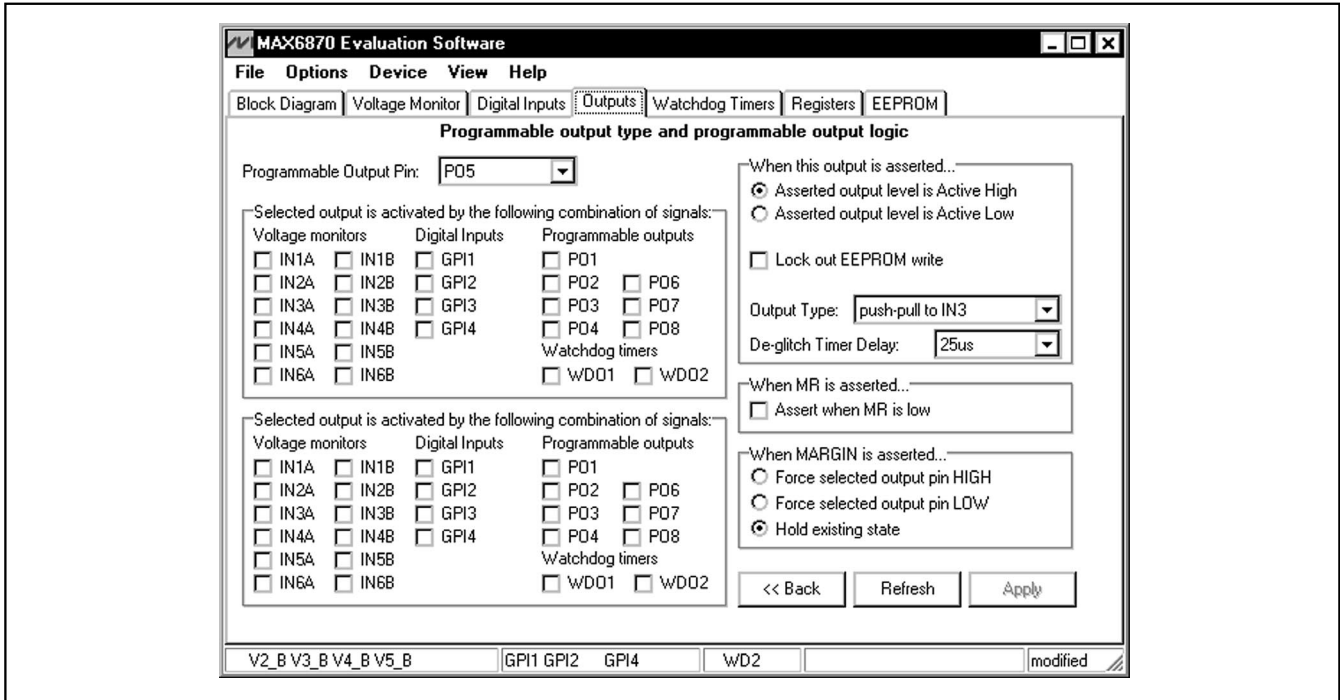 MAX6870 Evaluation Software
File Options Device View Help
Block Diagram Voltage Monitor Digital Inputs Outputs Watchdog Timers Registers EEPROM
Programmable output type and programmable output logic
Programmable Output Pin: PO5
Selected output is activated by the following combination of signals:
Voltage monitors Digital Inputs Programmable outputs
IN1A IN1B GPI1 PO1
IN2A IN2B GPI2 PO2 PO6
IN3A IN3B GPI3 PO3 PO7
IN4A IN4B GPI4 PO4 PO8
IN5A IN5B Watchdog timers
IN6A IN6B WDO1 WDO2
Selected output is activated by the following combination of signals:
Voltage monitors Digital Inputs Programmable outputs
IN1A IN1B GPI1 PO1
IN2A IN2B GPI2 PO2 PO6
IN3A IN3B GPI3 PO3 PO7
IN4A IN4B GPI4 PO4 PO8
IN5A IN5B Watchdog timers
IN6A IN6B WDO1 WDO2
When this output is asserted...
Asserted output level is Active High
Asserted output level is Active Low
Lock out EEPROM write
Output Type: push-pull to IN3
De-glitch Timer Delay: 25us
When MR is asserted...
Assert when MR is low
When MARGIN is asserted...
Force selected output pin HIGH
Force selected output pin LOW
Hold existing state
<< Back Refresh Apply
V2_B V3_B V4_B V5_B GPI1 GPI2 GPI4 WD2 modified